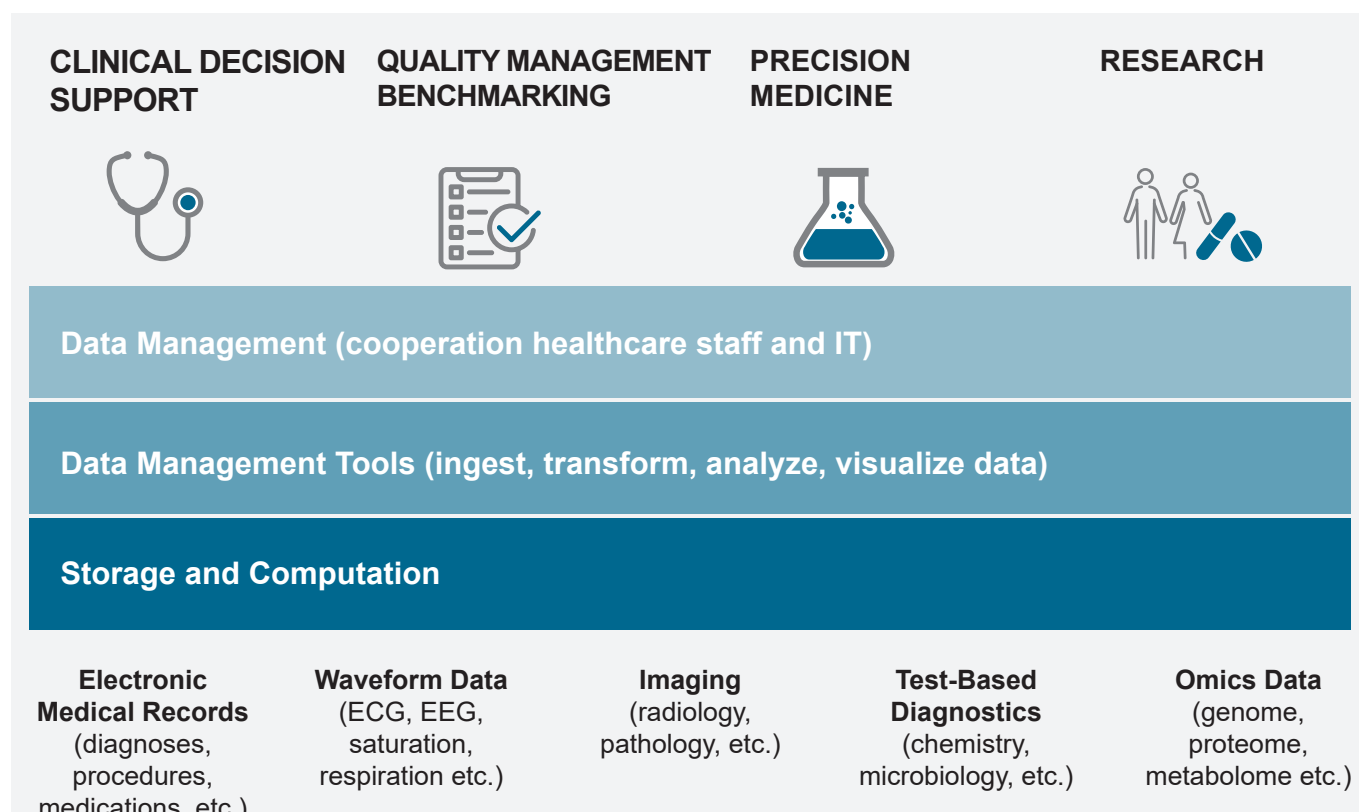 CLINICAL DECISION
SUPPORT
QUALITY MANAGEMENT
BENCHMARKING
PRECISION
MEDICINE
RESEARCH
Data Management (cooperation healthcare staff and IT)
Data Management Tools (ingest, transform, analyze, visualize data)
Storage and Computation
Electronic
Medical Records
(diagnoses,
procedures,
medications, etc.)
Waveform Data
(ECG, EEG,
saturation,
respiration etc.)
Imaging
(radiology,
pathology, etc.)
Test-Based
Diagnostics
(chemistry,
microbiology, etc.)
Omics Data
(genome,
proteome,
metabolome etc.)